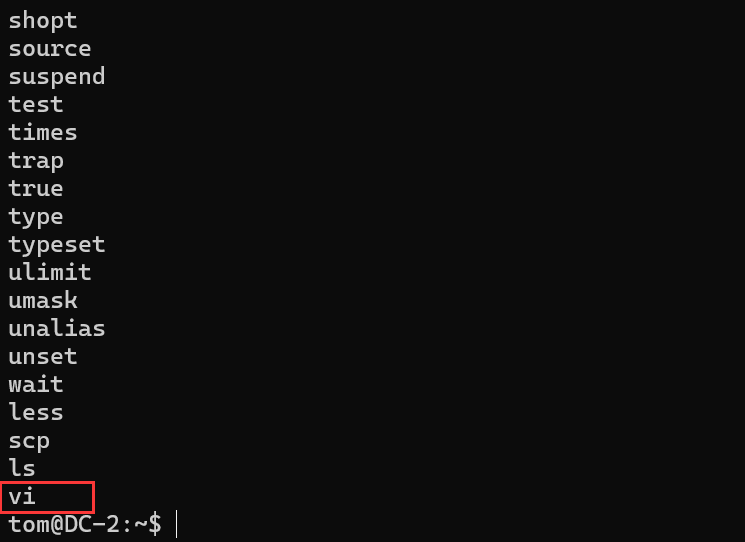 shopt
source
suspend
test
times
trap
true
type
typeset
ulimit
umask
unalias
unset
wait
less
scp
ls
vi
tom@DC-2:~$